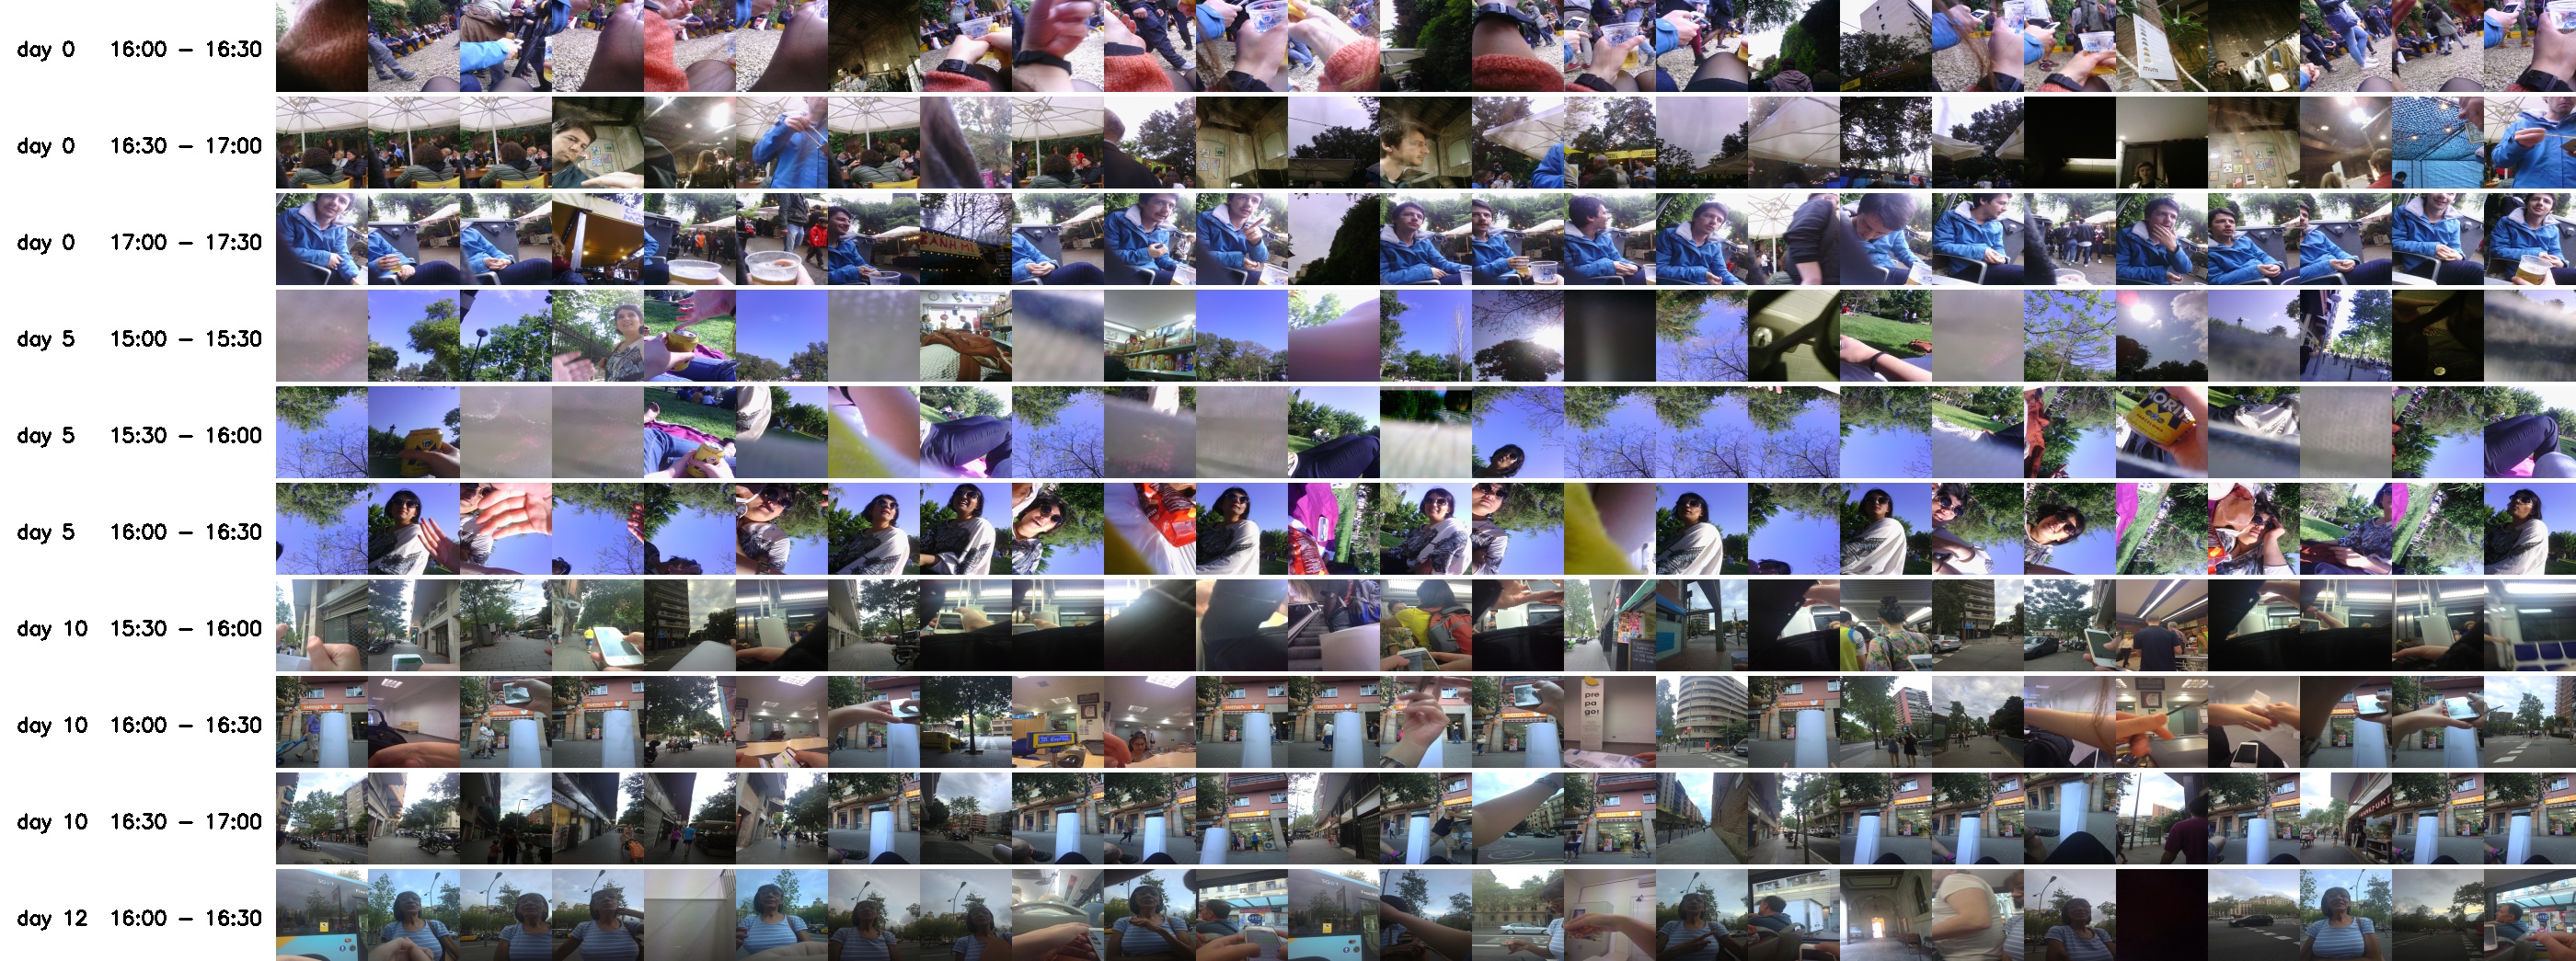 day 0 16:00 – 16:30
day 0 16:30 – 17:00
day 0 17:00 – 17:30
BANH MI
day 5 15:00 – 15:30
day 5 15:30 – 16:00
day 5 16:00 – 16:30
day 10 15:30 – 16:00
day 10 16:00 – 16:30
pre
pa
go!
day 10 16:30 – 17:00
day 12 16:00 – 16:30